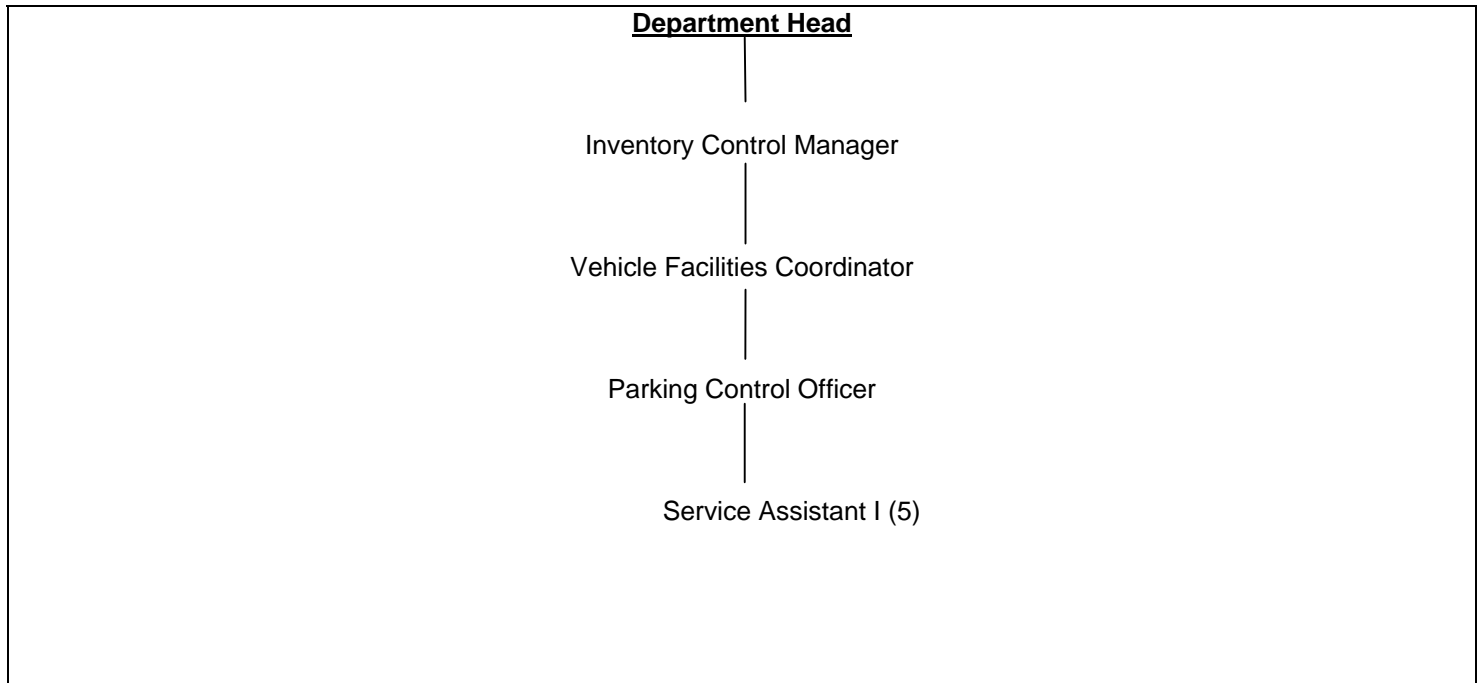 Department Head
Inventory Control Manager
Vehicle Facilities Coordinator
Parking Control Officer
Service Assistant I (5)